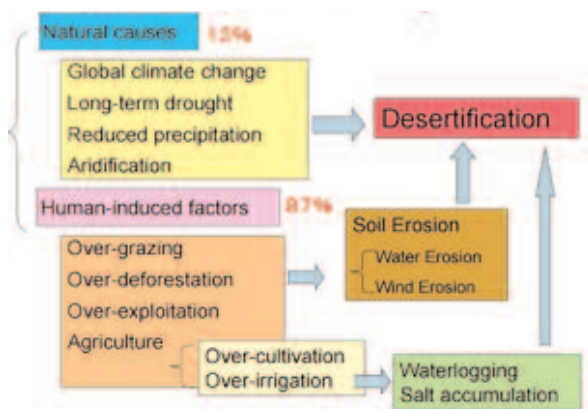 Natural causes 13%
Global climate change
Long-term drought
Reduced precipitation
Aridification
Desertification
Human-induced factors 87%
Over-grazing
Over-deforestation
Over-exploitation
Agriculture
Over-cultivation
Over-irrigation
Soil Erosion
Water Erosion
Wind Erosion
Waterlogging
Salt accumulation